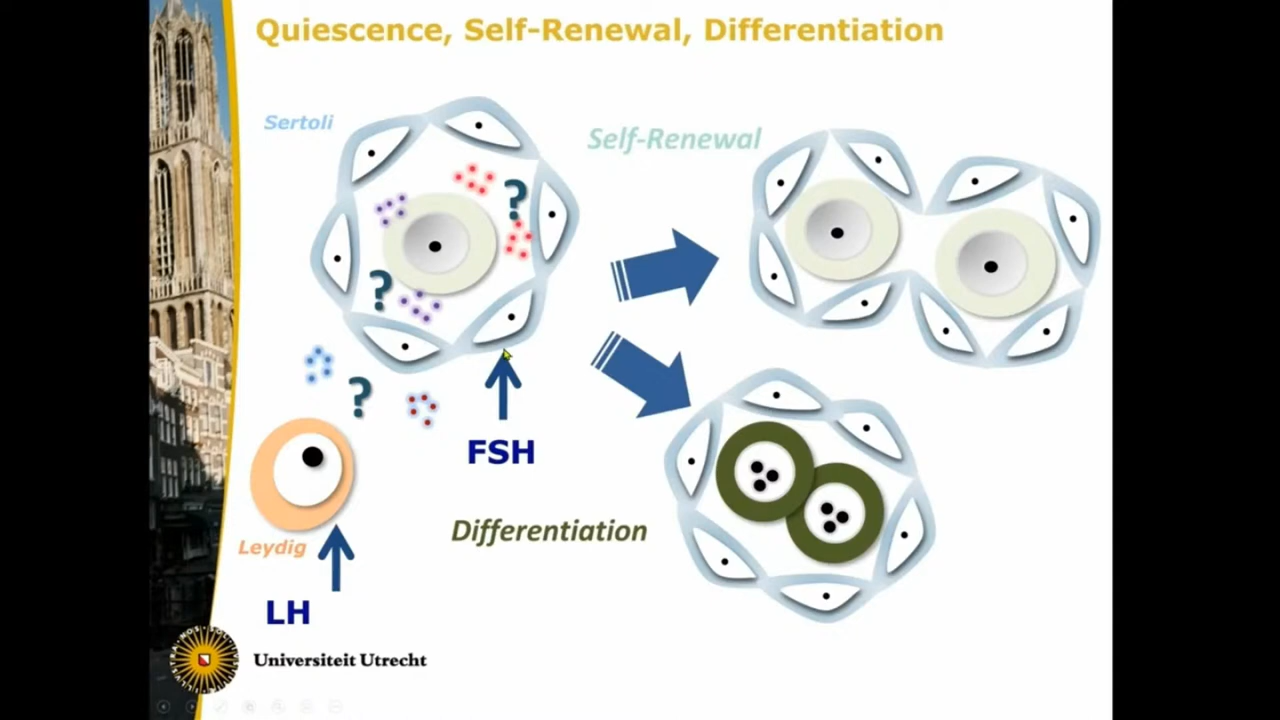 Quiescence, Self-Renewal, Differentiation
Sertoli
Self-Renewal
?
?
?
FSH
Differentiation
Leydig
LH
Universiteit Utrecht